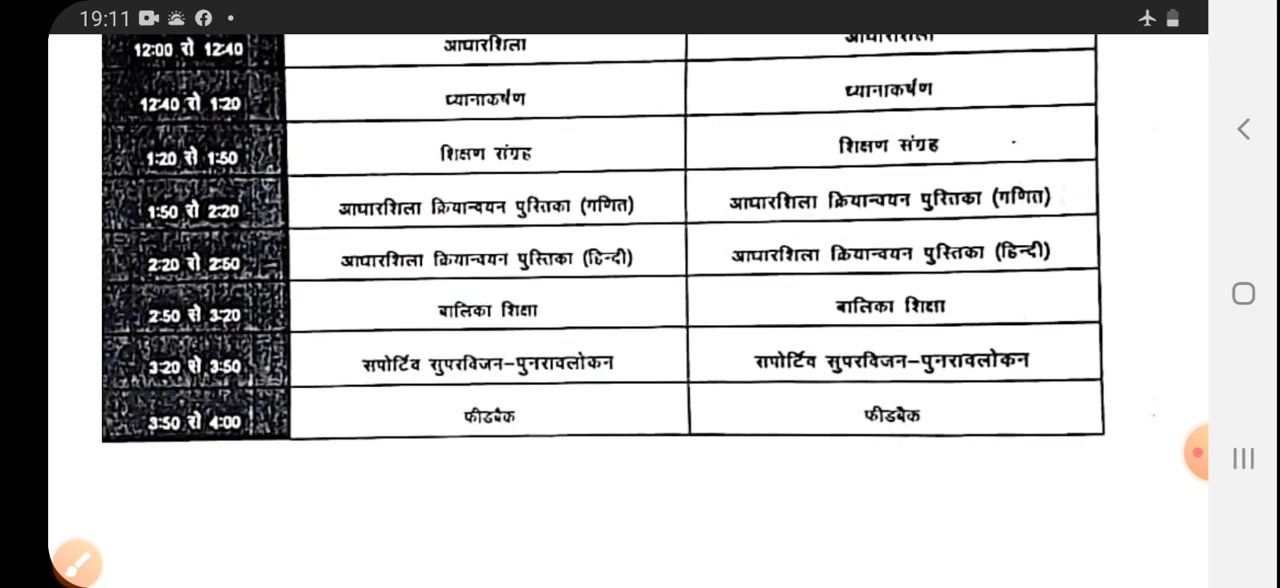 19:11
12:00 से 12:40 आधारशिला आधारशिला
12:40 से 1:20 ध्यानाकर्षण ध्यानाकर्षण
1:20 से 1:50 शिक्षण संग्रह शिक्षण संग्रह
1:50 से 2:20 आधारशिला क्रियान्वयन पुस्तिका (गणित) आधारशिला क्रियान्वयन पुस्तिका (गणित)
2:20 से 2:50 आधारशिला क्रियान्वयन पुस्तिका (हिन्दी) आधारशिला क्रियान्वयन पुस्तिका (हिन्दी)
2:50 से 3:20 बालिका शिक्षा बालिका शिक्षा
3:20 से 3:50 सपोर्टिव सुपरविजन-पुनरावलोकन सपोर्टिव सुपरविजन-पुनरावलोकन
3:50 से 4:00 फीडबैक फीडबैक